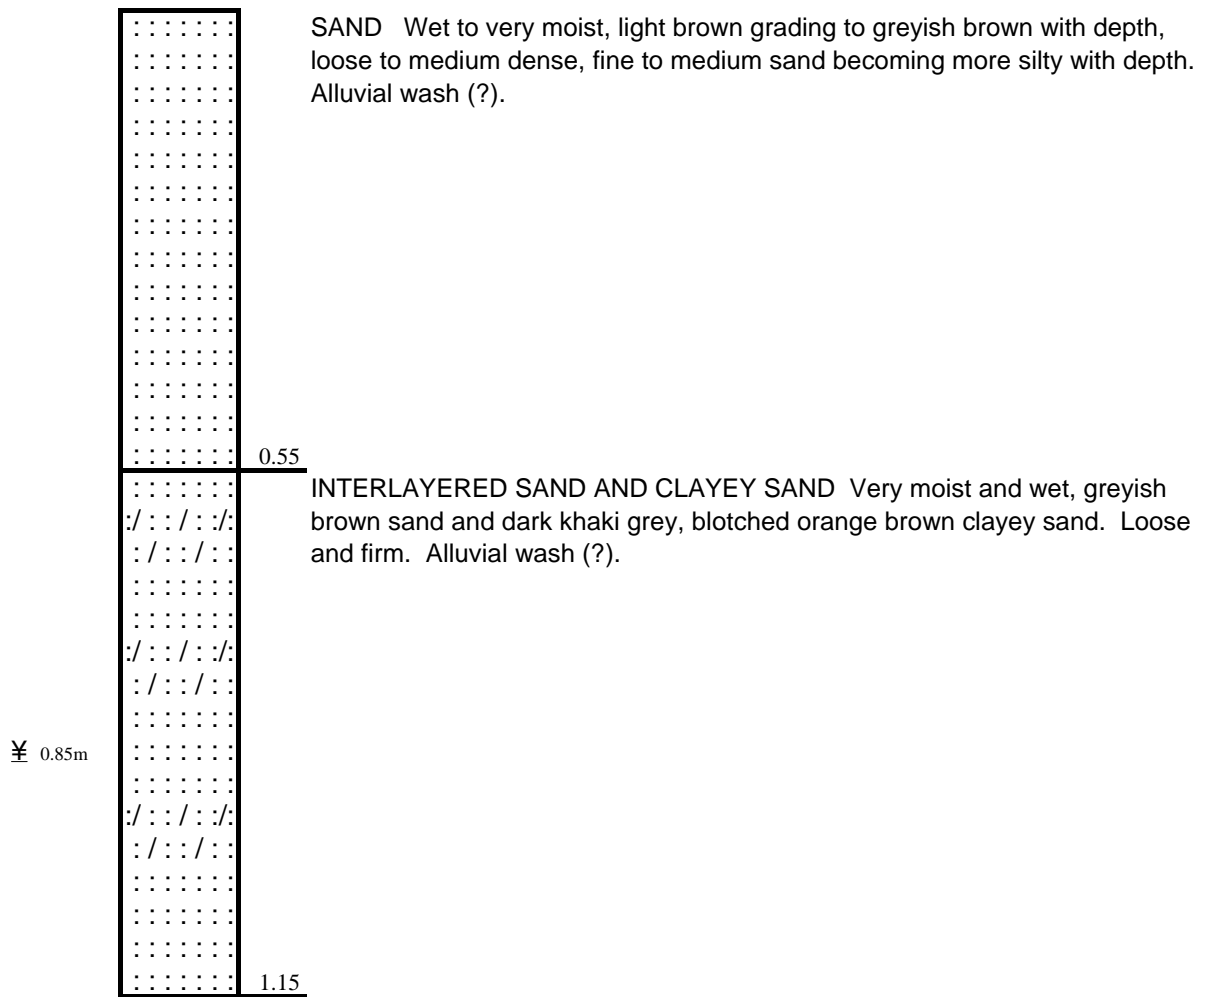 : : : : : : :
: : : : : : :
: : : : : : :
: : : : : : :
: : : : : : :
: : : : : : :
: : : : : : :
: : : : : : :
: : : : : : :
: : : : : : :
: : : : : : :
: : : : : : :
: : : : : : :
: : : : : : :
SAND Wet to very moist, light brown grading to greyish brown with depth,
loose to medium dense, fine to medium sand becoming more silty with depth.
Alluvial wash (?).
0.55
: : : : : : :
:/ : : / : :/:
: / : : / : :
: : : : : : :
: : : : : : :
:/ : : / : :/:
: / : : / : :
: : : : : : :
: : : : : : :
: : : : : : :
:/ : : / : :/:
: / : : / : :
: : : : : : :
: : : : : : :
: : : : : : :
: : : : : : :
INTERLAYERED SAND AND CLAYEY SAND Very moist and wet, greyish
brown sand and dark khaki grey, blotched orange brown clayey sand. Loose
and firm. Alluvial wash (?).
¥ 0.85m
1.15